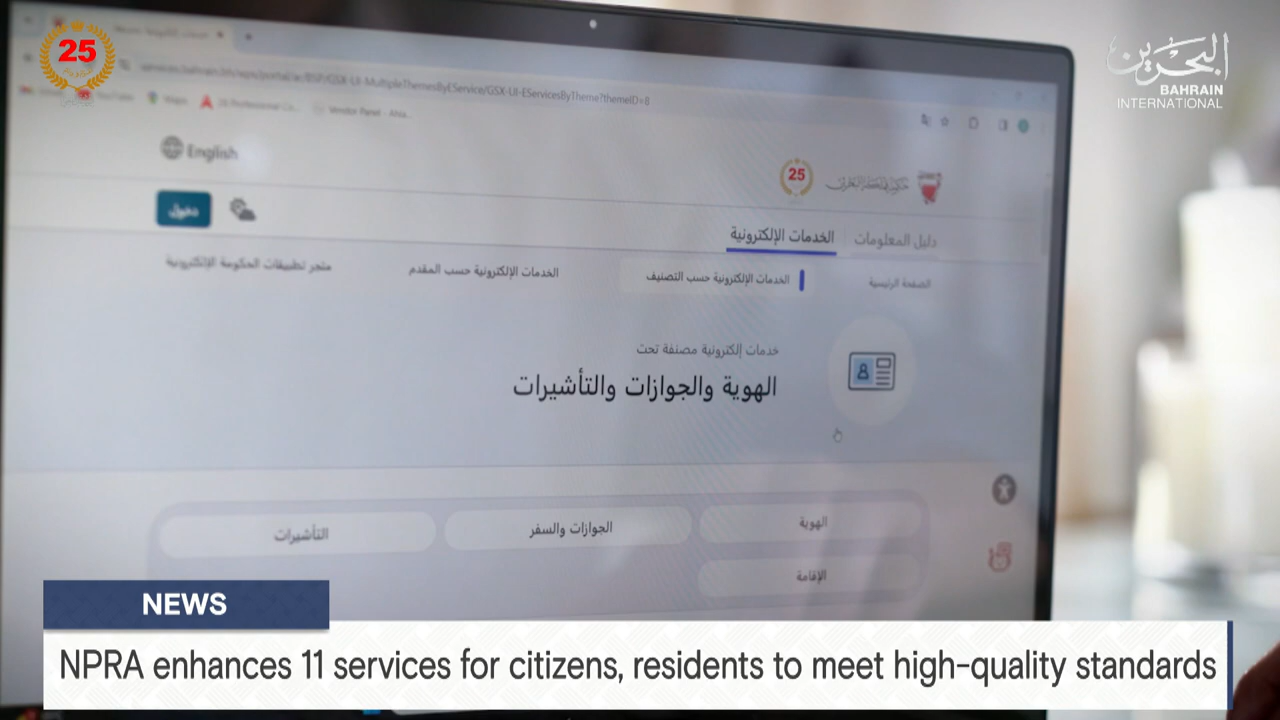 25
البحرين
BAHRAIN
INTERNATIONAL
English
25
دخول
دليل المعلومات
الخدمات الإلكترونية
الصفحة الرئيسية
الخدمات الإلكترونية حسب التصنيف
الخدمات الإلكترونية حسب المقدم
متجر تطبيقات الحكومة الإلكترونية
خدمات إلكترونية مصنفة تحت
الهوية والجوازات والتأشيرات
الهوية
الجوازات والسفر
التأشيرات
الإقامة
NEWS
NPRA enhances 11 services for citizens, residents to meet high-quality standards